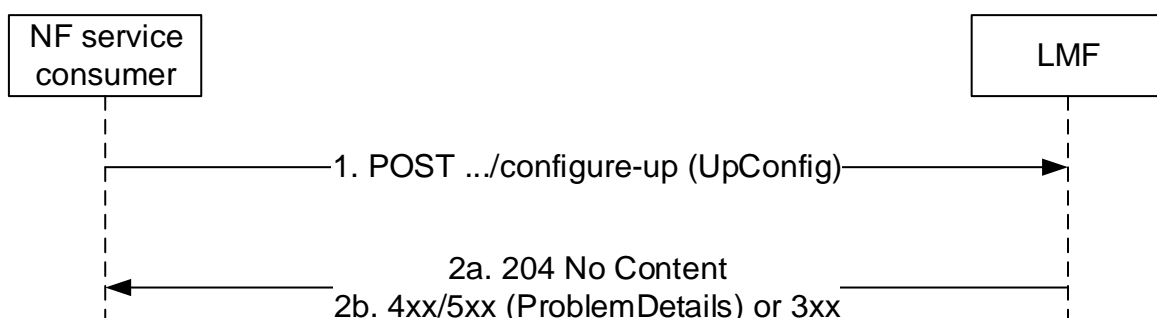 NF service
consumer
LMF
1. POST .../configure-up (UpConfig)
2a. 204 No Content
2b. 4xx/5xx (ProblemDetails) or 3xx